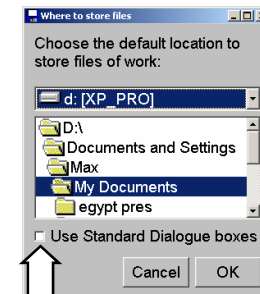 Where to store files
Choose the default location to
store files of work:
d: [XP_PRO]
D:\
Documents and Settings
Max
My Documents
egypt pres
Use Standard Dialogue boxes
Cancel OK